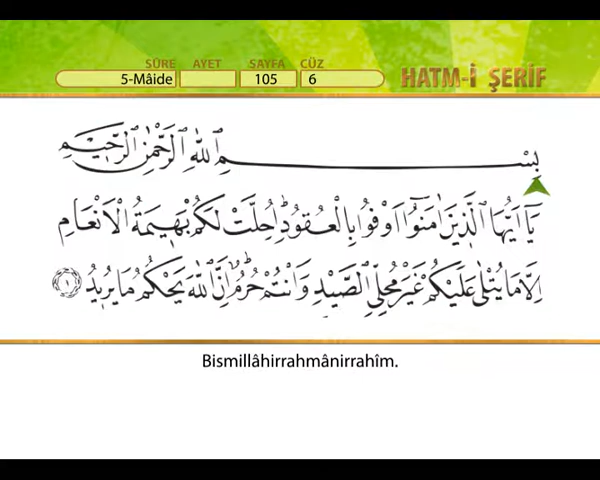 SÛRE AYET SAYFA CÜZ
5-Mâide 105 6
HATM-İ ŞERİF
بِسْمِ اللّٰهِ الرَّحْمٰنِ الرَّحٖيمِ
يَٓا اَيُّهَا الَّذٖينَ اٰمَنُٓوا اَوْفُوا بِالْعُقُودِؕ اُحِلَّتْ لَكُمْ بَهٖيمَةُ الْاَنْعَامِ
اِلَّا مَا يُتْلٰى عَلَيْكُمْ غَيْرَ مُحِلِّي الصَّيْدِ وَاَنْتُمْ حُرُمٌؕ اِنَّ اللّٰهَ يَحْكُمُ مَا يُرٖيدُ ﴿١﴾
Bismillâhirrahmânirrahîm.